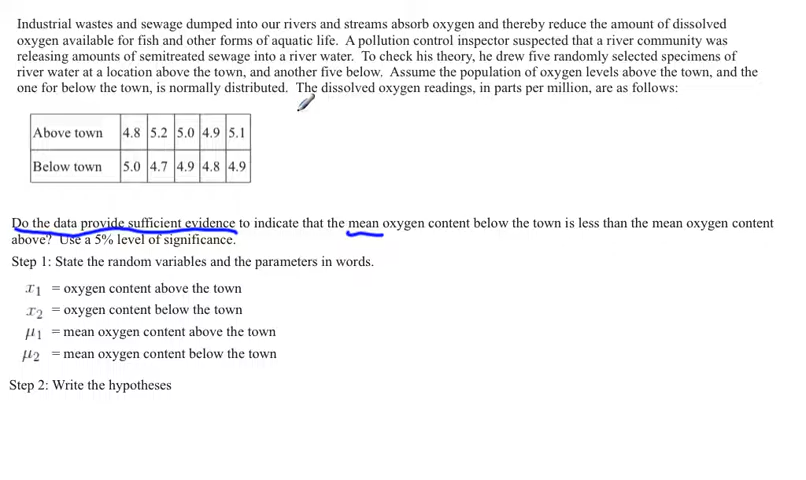 Industrial wastes and sewage dumped into our rivers and streams absorb oxygen and thereby reduce the amount of dissolved
oxygen available for fish and other forms of aquatic life.  A pollution control inspector suspected that a river community was
releasing amounts of semitreated sewage into a river water.  To check his theory, he drew five randomly selected specimens of
river water at a location above the town, and another five below.  Assume the population of oxygen levels above the town, and the
one for below the town, is normally distributed.  The dissolved oxygen readings, in parts per million, are as follows:
Above town 4.8 5.2 5.0 4.9 5.1
Below town 5.0 4.7 4.9 4.8 4.9
Do the data provide sufficient evidence to indicate that the mean oxygen content below the town is less than the mean oxygen content
above?  Use a 5% level of significance.
Step 1: State the random variables and the parameters in words.
x1 = oxygen content above the town
x2 = oxygen content below the town
μ1 = mean oxygen content above the town
μ2 = mean oxygen content below the town
Step 2: Write the hypotheses